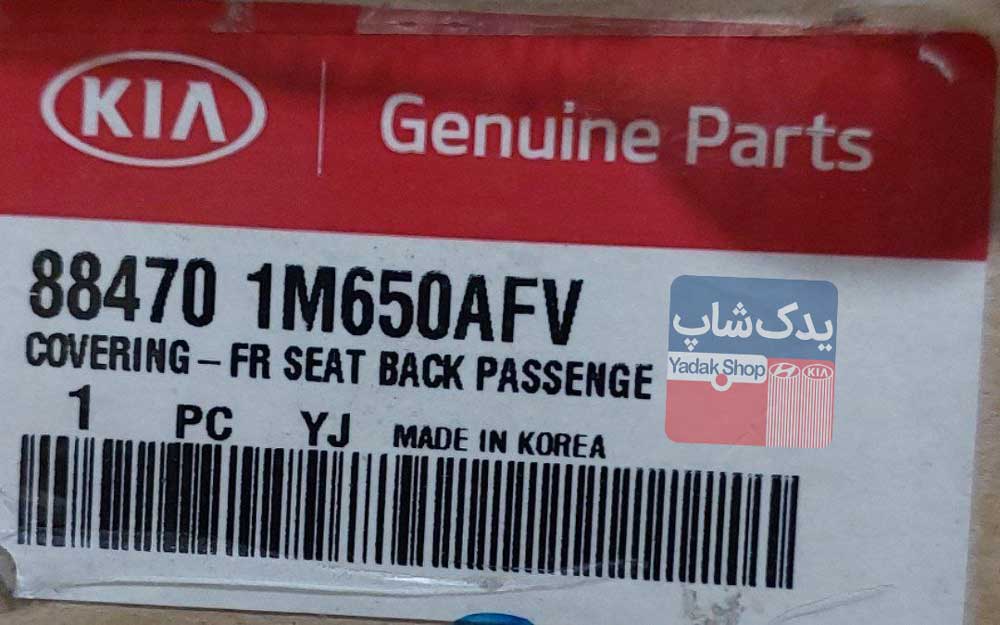 KIA Genuine Parts
88470 1M650AFV
COVERING – FR SEAT BACK PASSENGE
1 PC YJ MADE IN KOREA
یدک‌شاپ
Yadak Shop
KIA